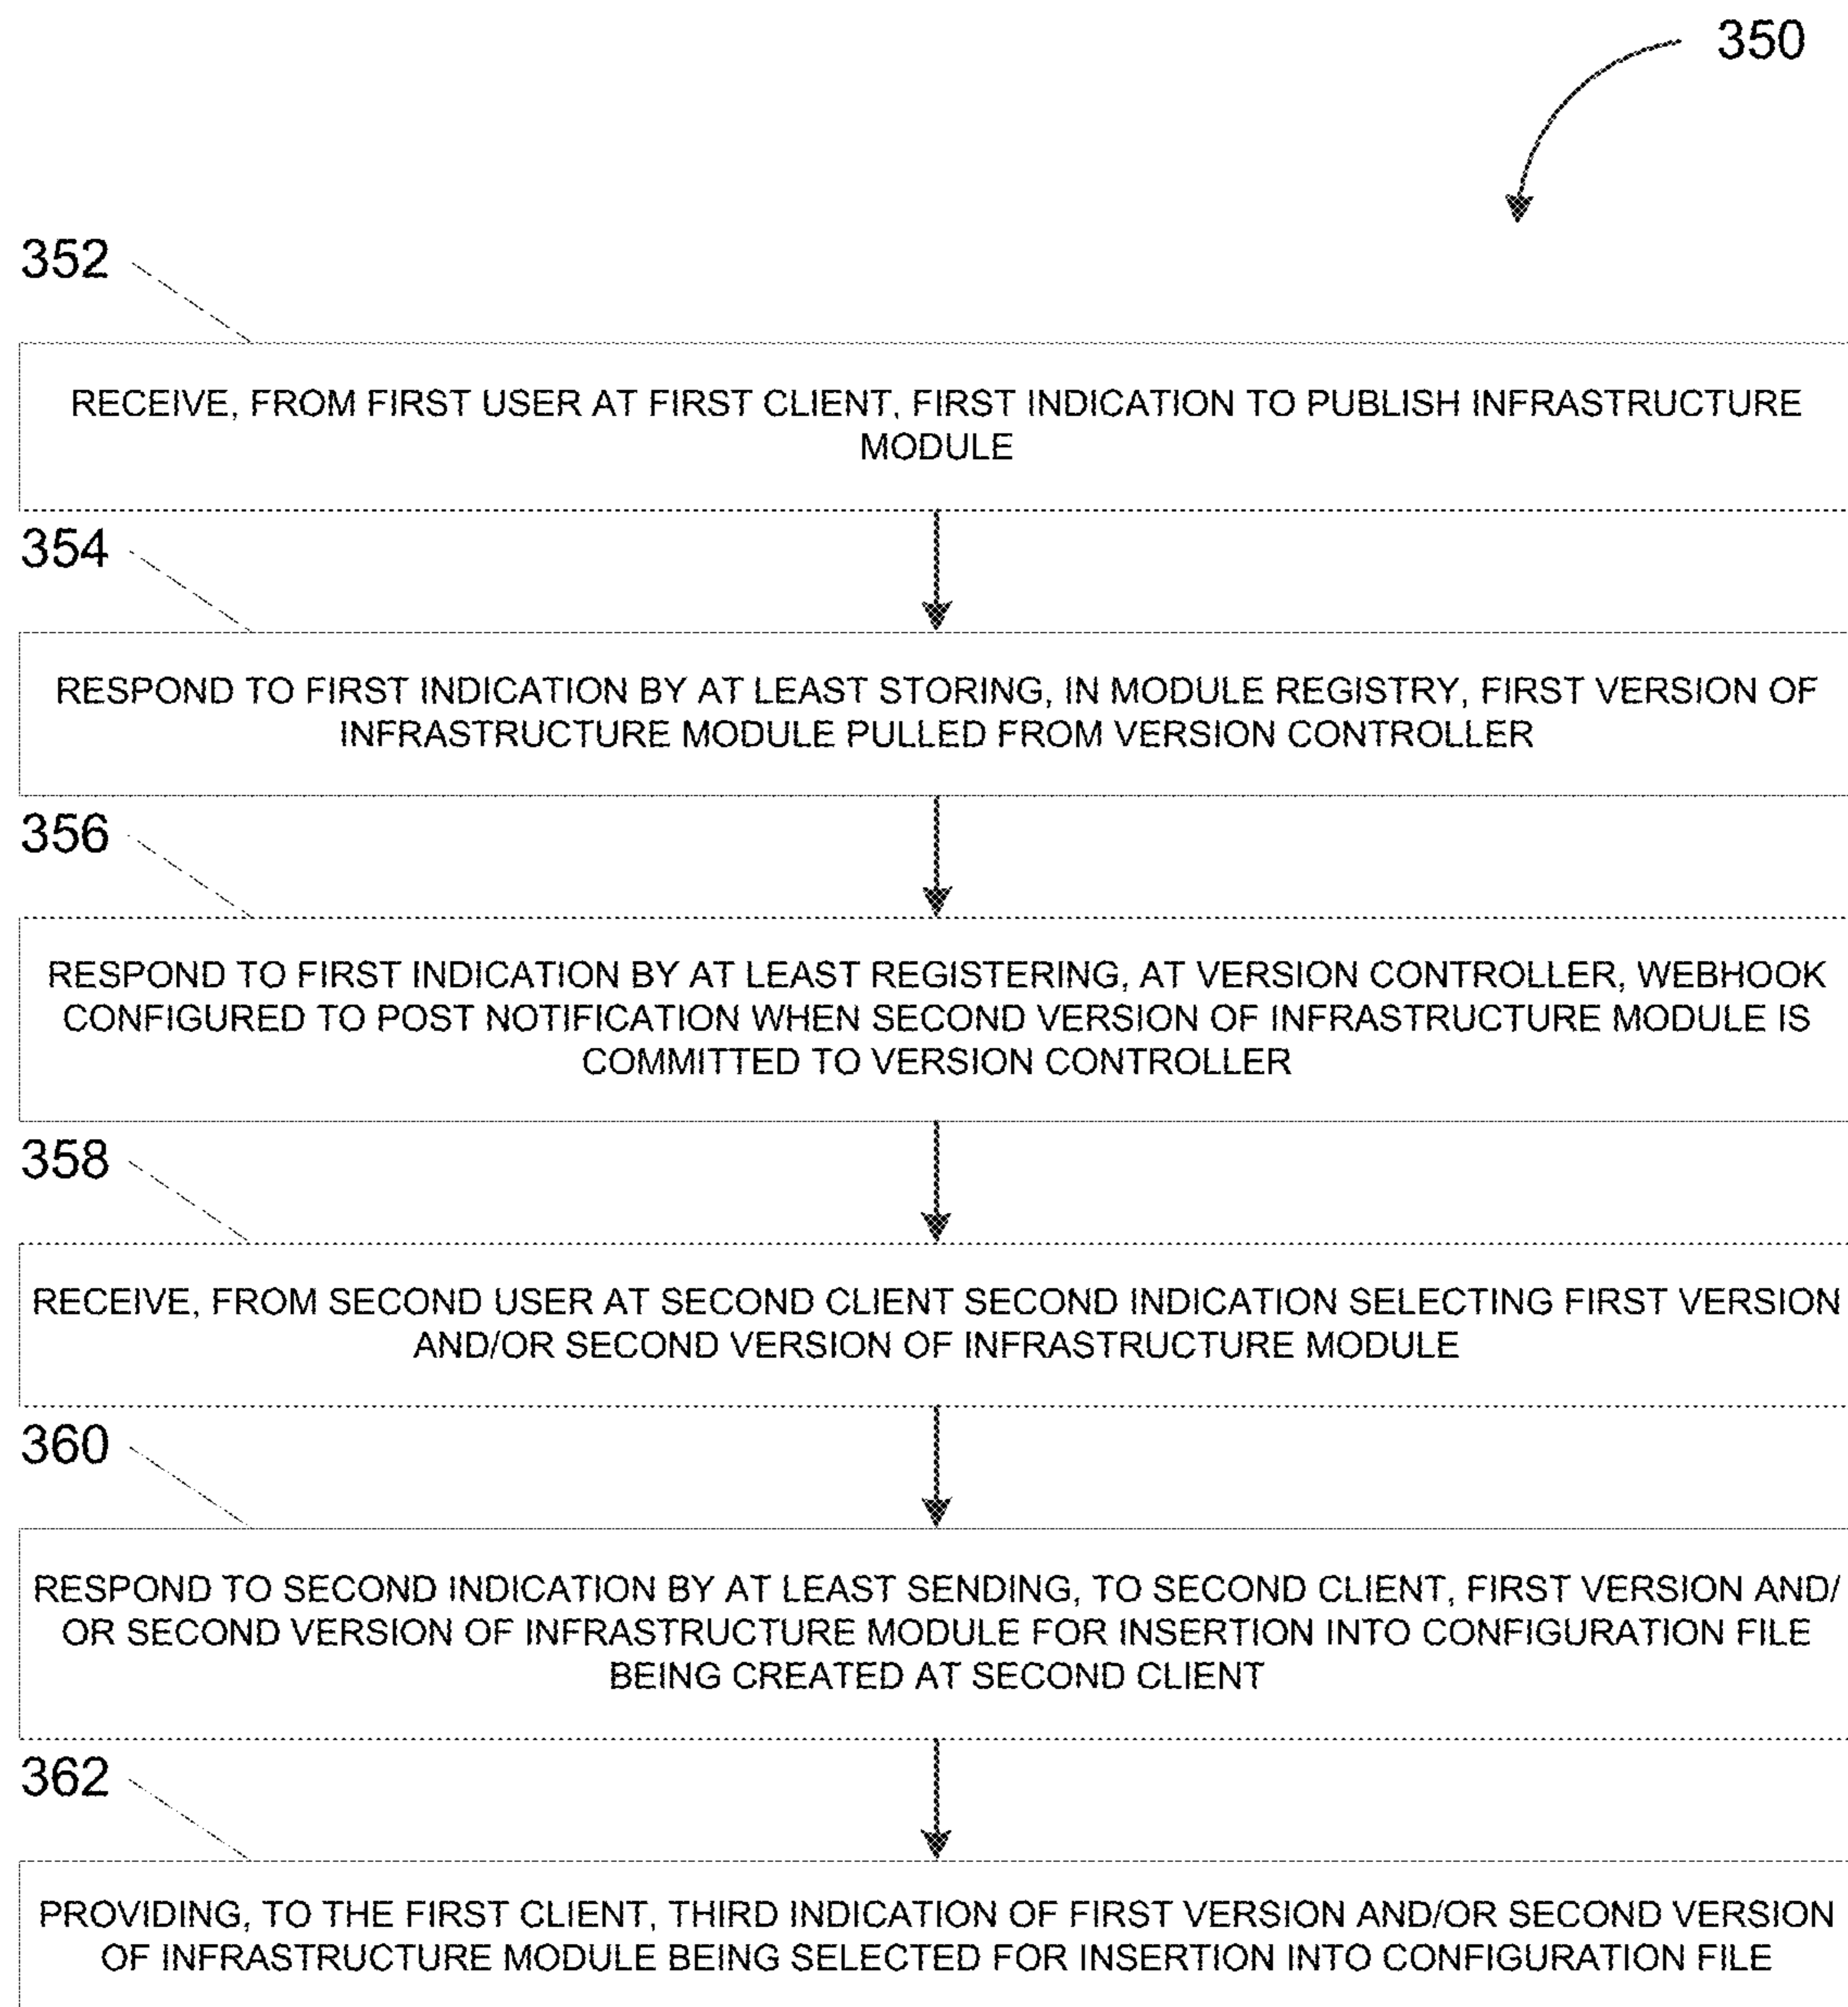 350
352
RECEIVE, FROM FIRST USER AT FIRST CLIENT, FIRST INDICATION TO PUBLISH INFRASTRUCTURE
MODULE
354
RESPOND TO FIRST INDICATION BY AT LEAST STORING, IN MODULE REGISTRY, FIRST VERSION OF
INFRASTRUCTURE MODULE PULLED FROM VERSION CONTROLLER
356
RESPOND TO FIRST INDICATION BY AT LEAST REGISTERING, AT VERSION CONTROLLER, WEBHOOK
CONFIGURED TO POST NOTIFICATION WHEN SECOND VERSION OF INFRASTRUCTURE MODULE IS
COMMITTED TO VERSION CONTROLLER
358
RECEIVE, FROM SECOND USER AT SECOND CLIENT SECOND INDICATION SELECTING FIRST VERSION
AND/OR SECOND VERSION OF INFRASTRUCTURE MODULE
360
RESPOND TO SECOND INDICATION BY AT LEAST SENDING, TO SECOND CLIENT, FIRST VERSION AND/
OR SECOND VERSION OF INFRASTRUCTURE MODULE FOR INSERTION INTO CONFIGURATION FILE
BEING CREATED AT SECOND CLIENT
362
PROVIDING, TO THE FIRST CLIENT, THIRD INDICATION OF FIRST VERSION AND/OR SECOND VERSION
OF INFRASTRUCTURE MODULE BEING SELECTED FOR INSERTION INTO CONFIGURATION FILE